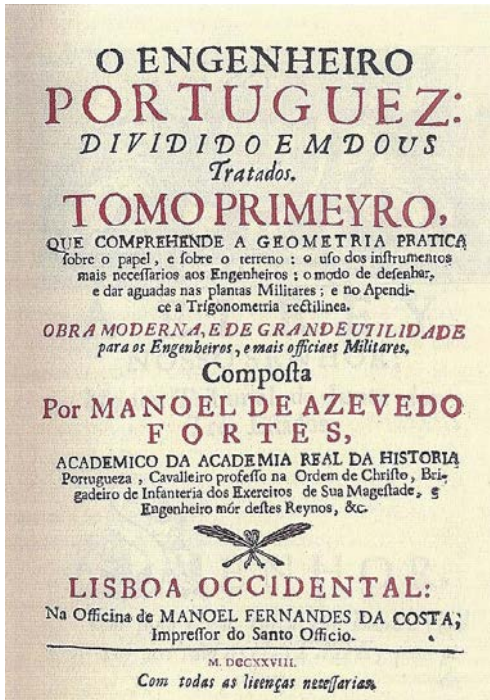 O ENGENHEIRO
PORTUGUEZ:
DIVIDIDO EM DOUS
Tratados.
TOMO PRIMEYRO,
QUE COMPREHENDE A GEOMETRIA PRATICA
ſobre o papel, e ſobre o terreno: o uſo dos inſtrumentos
mais neceſſarios aos Engenheiros: o modo de deſenhar,
e dar aguadas nas plantas Militares; e no Apendi-
ce a Trigonometria rectilinea.
OBRA MODERNA, E DE GRANDE UTILIDADE
para os Engenheiros, e mais officiaes Militares.
Compoſta
Por MANOEL DE AZEVEDO
FORTES,
ACADEMICO DA ACADEMIA REAL DA HISTORIA
Portugueza, Cavalleiro profeſſo na Ordem de Chriſto, Bri-
gadeiro de Infanteria dos Exercitos de Sua Mageſtade, e
Engenheiro mór deſtes Reynos, &c.
LISBOA OCCIDENTAL:
Na Officina de MANOEL FERNANDES DA COSTA;
Impreſſor do Santo Officio.
M. DCCXXVIII.
Com todas as licenças neceſſarias.